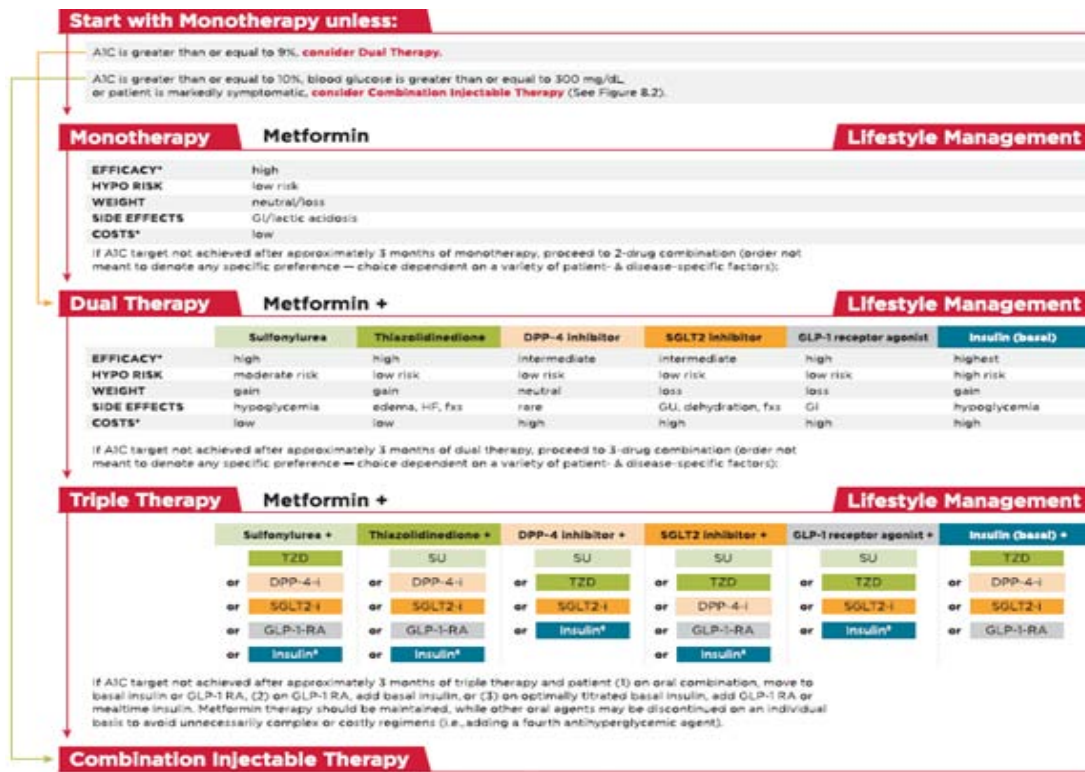 Start with Monotherapy unless:
A1C is greater than or equal to 9%, consider Dual Therapy.
A1C is greater than or equal to 10%, blood glucose is greater than or equal to 300 mg/dL,
or patient is markedly symptomatic, consider Combination Injectable Therapy (See Figure 8.2).
Monotherapy Metformin Lifestyle Management
EFFICACY* high
HYPO RISK low risk
WEIGHT neutral/loss
SIDE EFFECTS GI/lactic acidosis
COSTS* low
If A1C target not achieved after approximately 3 months of monotherapy, proceed to 2-drug combination (order not
meant to denote any specific preference — choice dependent on a variety of patient- & disease-specific factors):
Dual Therapy Metformin + Lifestyle Management
Sulfonylurea Thiazolidinedione DPP-4 inhibitor SGLT2 inhibitor GLP-1 receptor agonist Insulin (basal)
EFFICACY* high high intermediate intermediate high highest
HYPO RISK moderate risk low risk low risk low risk low risk high risk
WEIGHT gain gain neutral loss loss gain
SIDE EFFECTS hypoglycemia edema, HF, fxs rare GU, dehydration, fxs GI hypoglycemia
COSTS* low low high high high high
If A1C target not achieved after approximately 3 months of dual therapy, proceed to 3-drug combination (order not
meant to denote any specific preference — choice dependent on a variety of patient- & disease-specific factors):
Triple Therapy Metformin + Lifestyle Management
Sulfonylurea + Thiazolidinedione + DPP-4 inhibitor + SGLT2 inhibitor + GLP-1 receptor agonist + Insulin (basal) +
TZD SU SU SU SU TZD
or DPP-4-i or DPP-4-i or TZD or TZD or TZD or DPP-4-i
or SGLT2-i or SGLT2-i or SGLT2-i or DPP-4-i or SGLT2-i or SGLT2-i
or GLP-1-RA or GLP-1-RA or Insulin* or GLP-1-RA or Insulin* or GLP-1-RA
or Insulin* or Insulin* or Insulin*
If A1C target not achieved after approximately 3 months of triple therapy and patient (1) on oral combination, move to
basal insulin or GLP-1 RA, (2) on GLP-1 RA, add basal insulin, or (3) on optimally titrated basal insulin, add GLP-1 RA or
mealtime insulin. Metformin therapy should be maintained, while other oral agents may be discontinued on an individual
basis to avoid unnecessarily complex or costly regimens (i.e., adding a fourth antihyperglycemic agent).
Combination Injectable Therapy